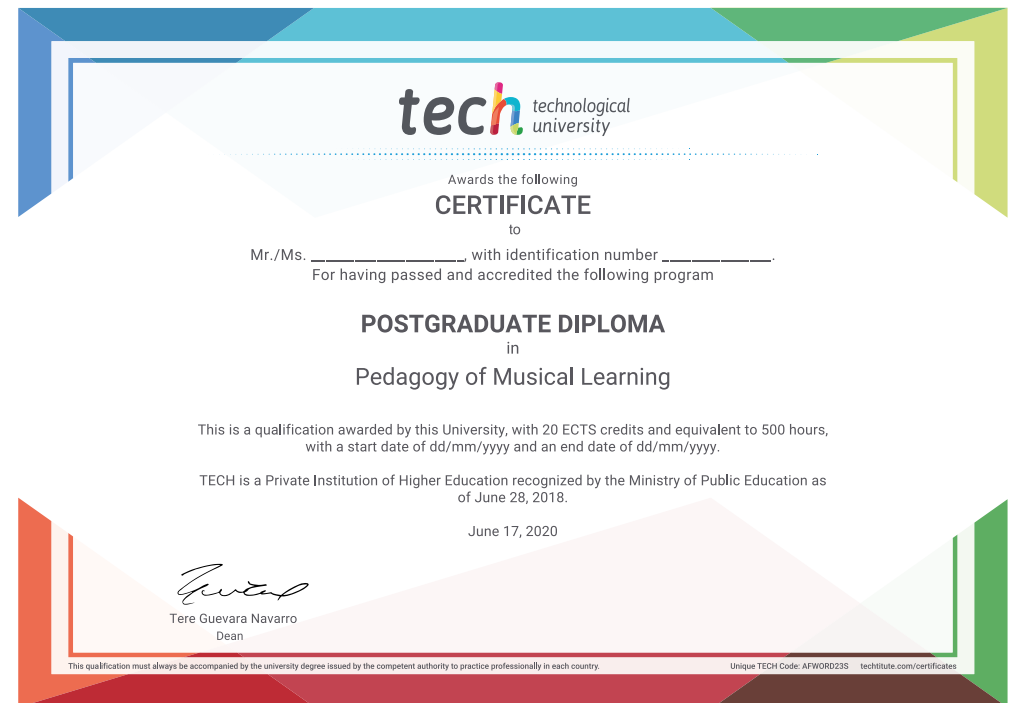 tech technological
university
Awards the following
CERTIFICATE
to
Mr./Ms. ____________________, with identification number ______________.
For having passed and accredited the following program
POSTGRADUATE DIPLOMA
in
Pedagogy of Musical Learning
This is a qualification awarded by this University, with 20 ECTS credits and equivalent to 500 hours,
with a start date of dd/mm/yyyy and an end date of dd/mm/yyyy.
TECH is a Private Institution of Higher Education recognized by the Ministry of Public Education as
of June 28, 2018.
June 17, 2020
Tere Guevara Navarro
Dean
This qualification must always be accompanied by the university degree issued by the competent authority to practice professionally in each country. Unique TECH Code: AFWORD23S techtitute.com/certificates